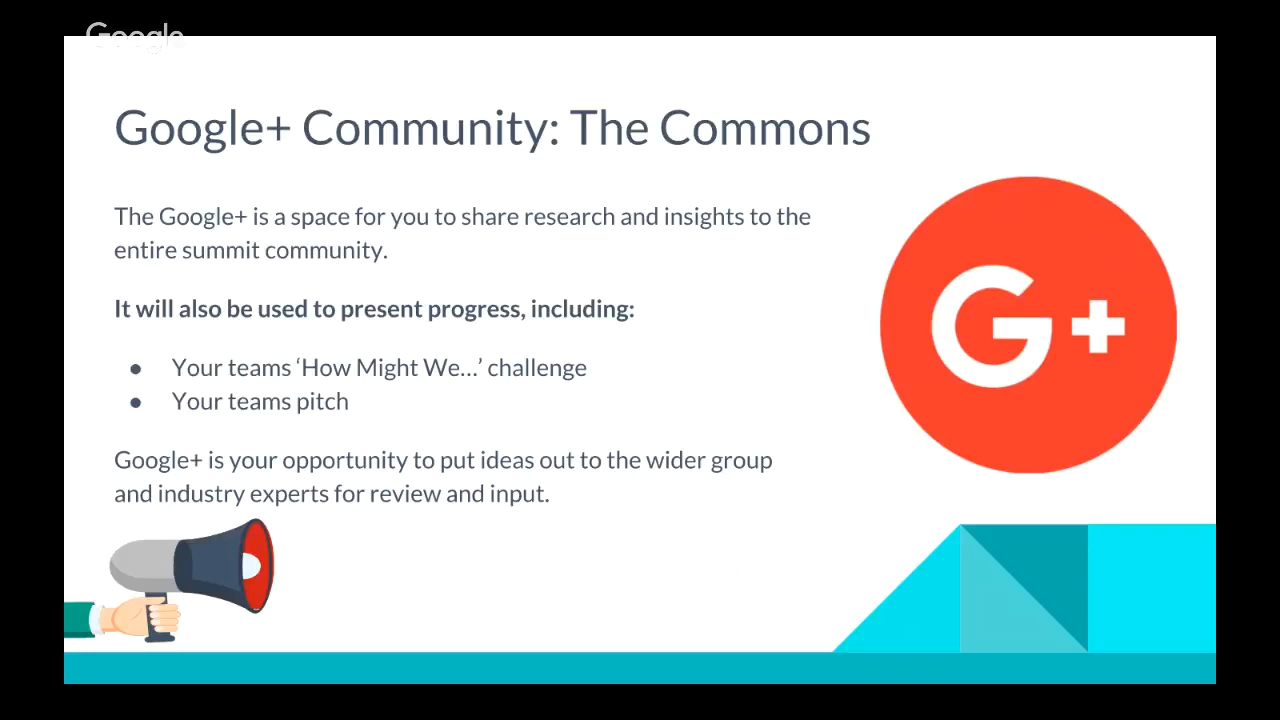 Google
Google+ Community: The Commons
The Google+ is a space for you to share research and insights to the
entire summit community.
It will also be used to present progress, including:
● Your teams ‘How Might We...’ challenge
● Your teams pitch
Google+ is your opportunity to put ideas out to the wider group
and industry experts for review and input.
G+